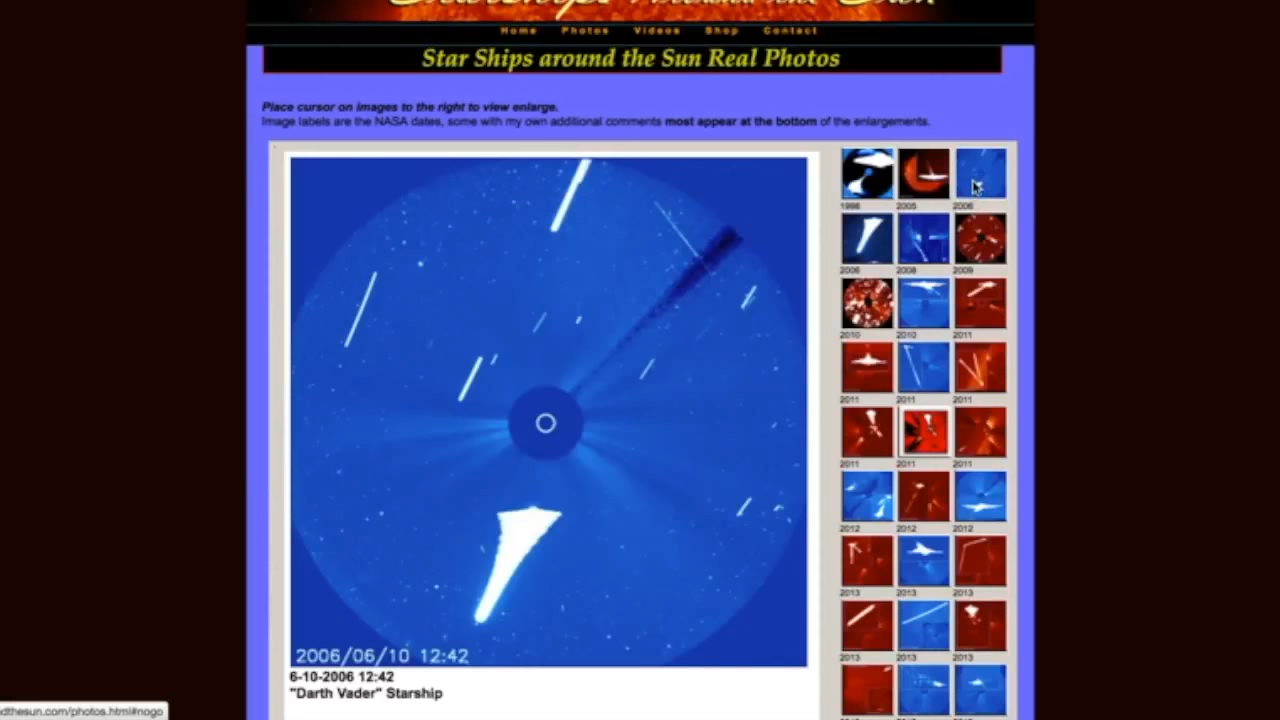 Home Photos Videos Shop Contact
Star Ships around the Sun Real Photos
Place cursor on images to the right to view enlarge.
Image labels are the NASA dates, some with my own additional comments most appear at the bottom of the enlargements.
1998 2005 2006
2006 2008 2009
2010 2010 2011
2011 2011 2011
2011 2011 2011
2012 2012 2012
2013 2013 2013
2013 2013 2013
2006/06/10 12:42
6-10-2006 12:42
"Darth Vader" Starship
dthesun.com/photos.html#nogo